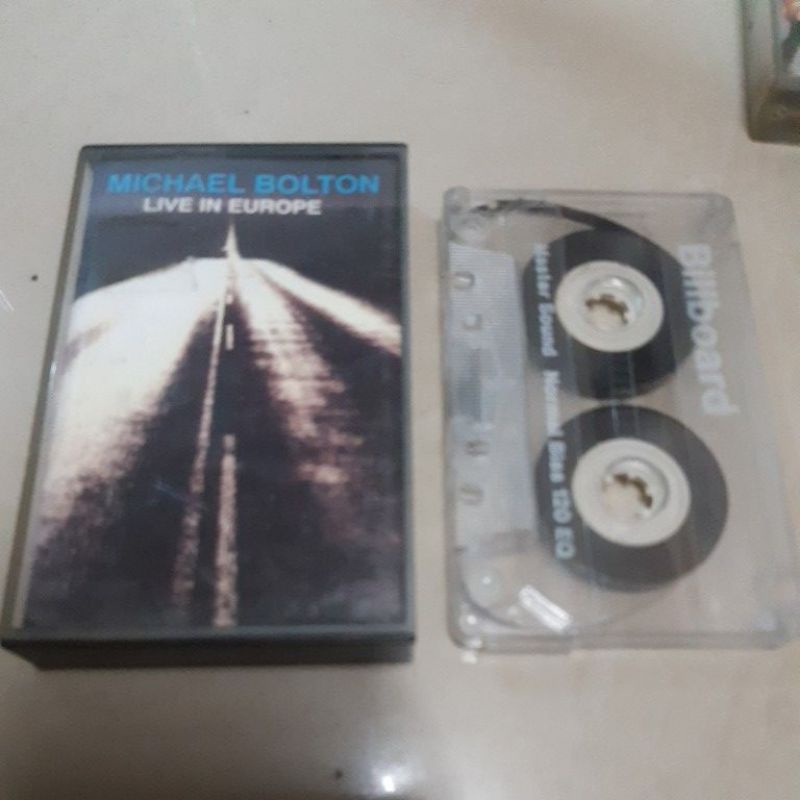 MICHAEL BOLTON
LIVE IN EUROPE
Billboard
Master Sound Normal Bias 120 EQ